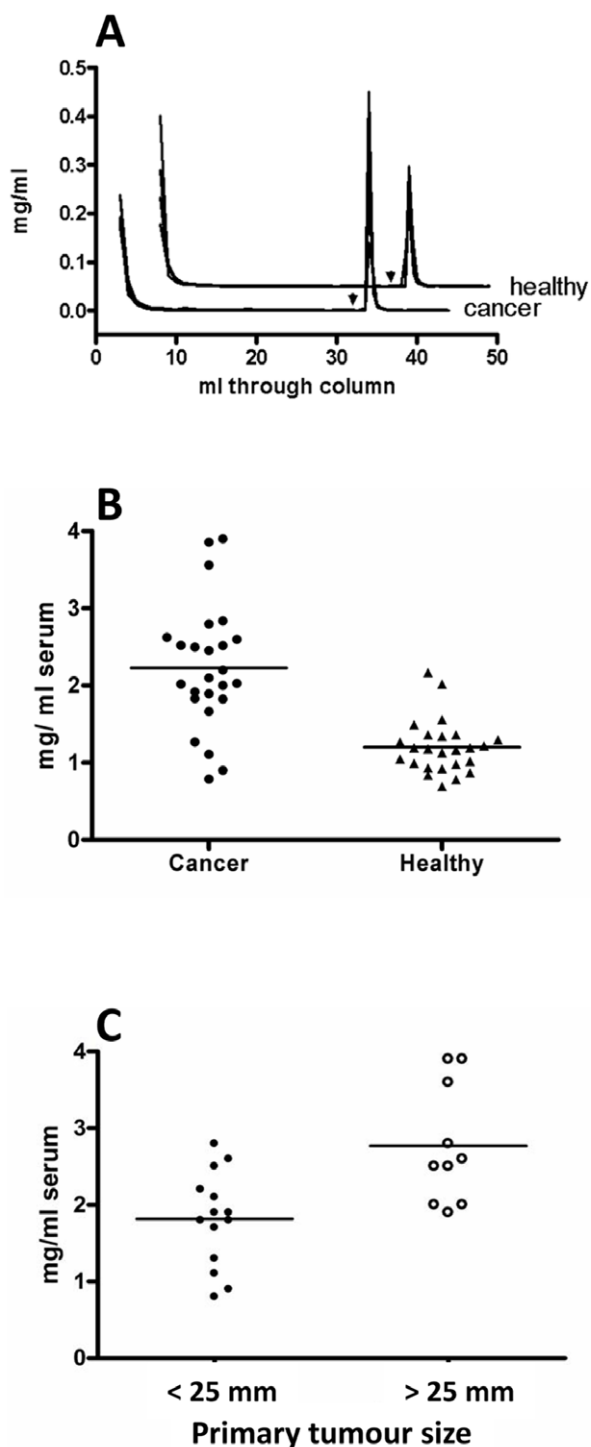 A
0.5
0.4
0.3
0.2
0.1
0.0
mg/ml
healthy
cancer
0 10 20 30 40 50
ml through column
B
4
3
2
1
0
mg/ ml serum
Cancer Healthy
C
4
3
2
1
0
mg/ml serum
< 25 mm > 25 mm
Primary tumour size